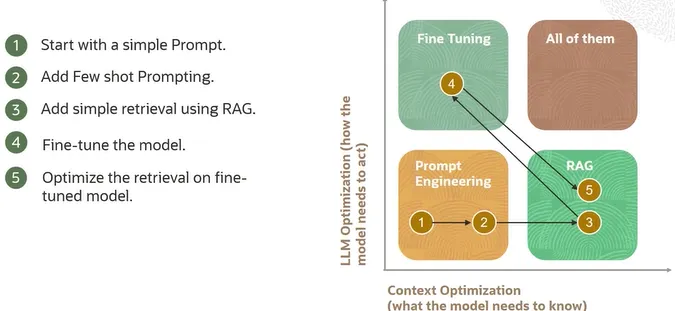 1 Start with a simple Prompt.
2 Add Few shot Prompting.
3 Add simple retrieval using RAG.
4 Fine-tune the model.
5 Optimize the retrieval on fine-
tuned model.
LLM Optimization (how the
model needs to act)
Fine Tuning
All of them
4
Prompt
Engineering
RAG
5
1
2
3
Context Optimization
(what the model needs to know)